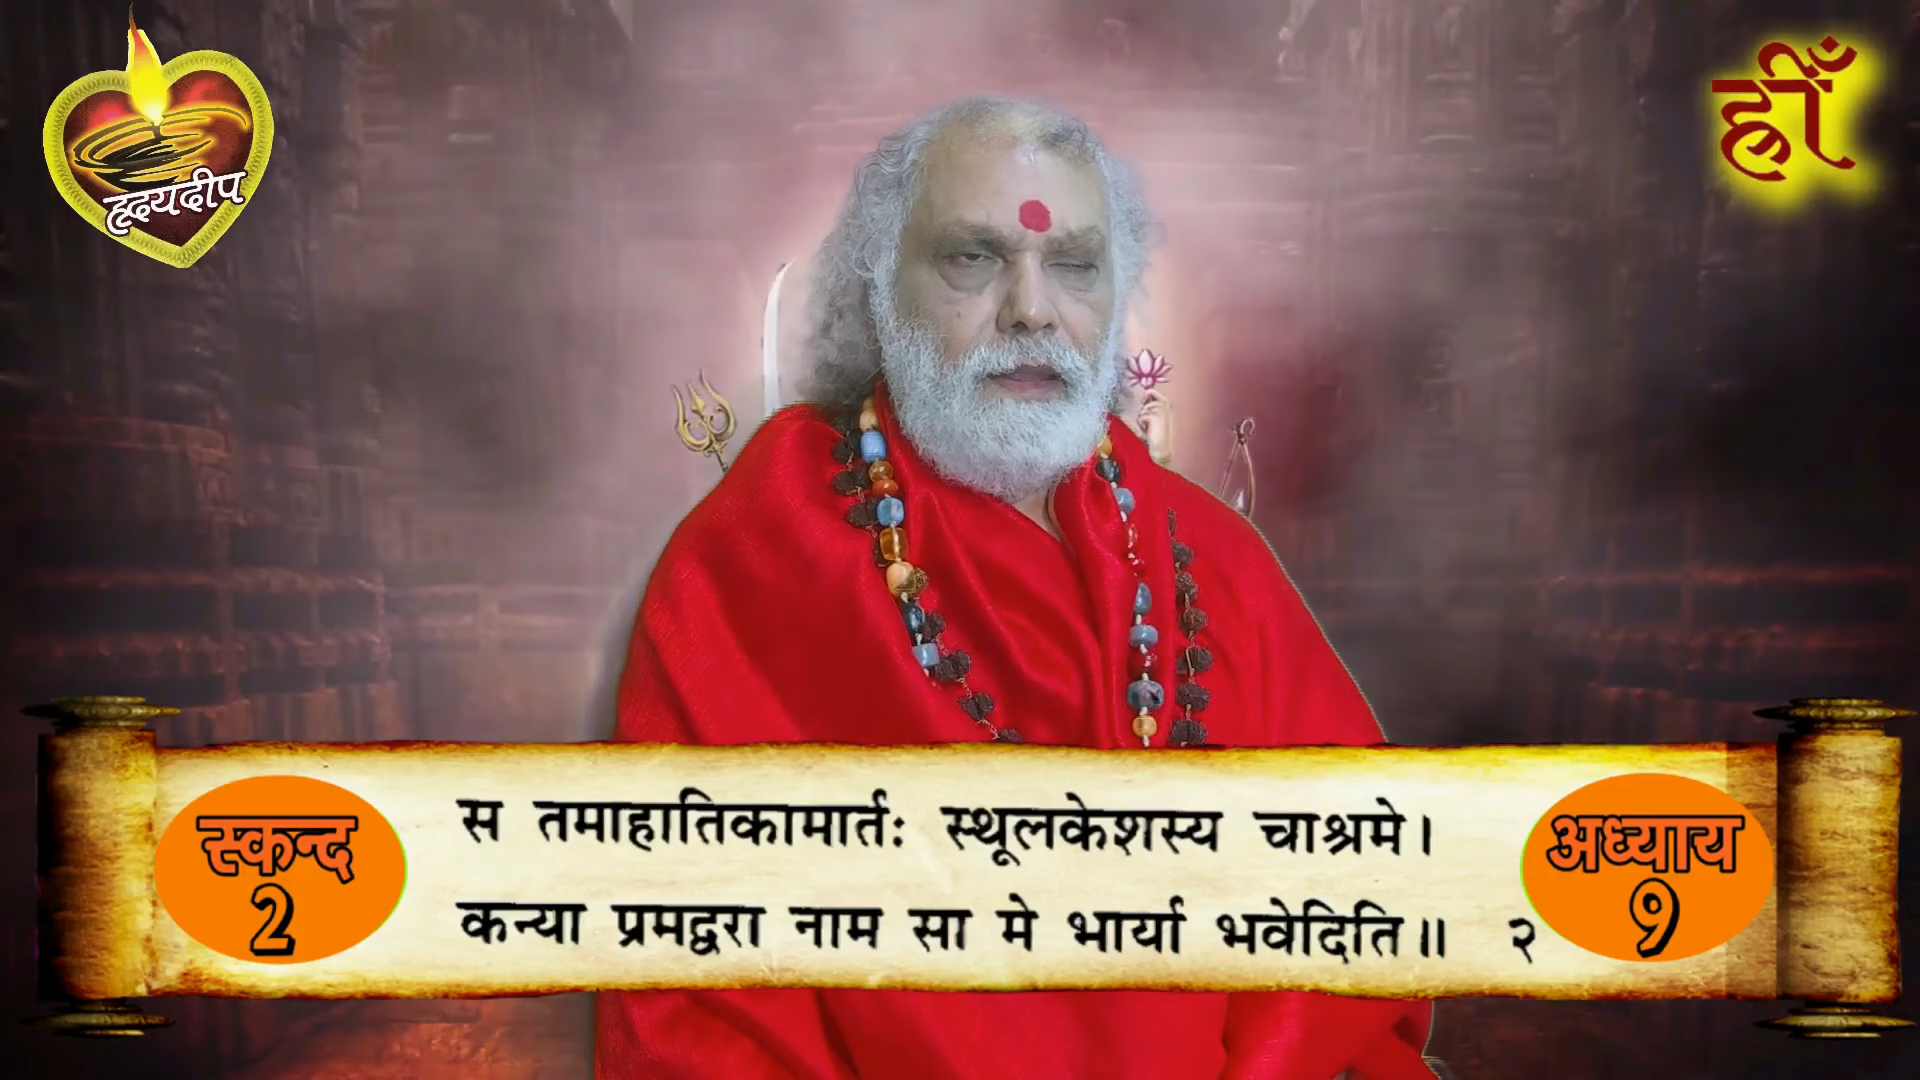 हृदयदीप
ह्रीँ
स्कन्द
2
स तमाहातिकामार्तः स्थूलकेशस्य चाश्रमे।
कन्या प्रमद्वरा नाम सा मे भार्या भवेदिति॥ २
अध्याय
9